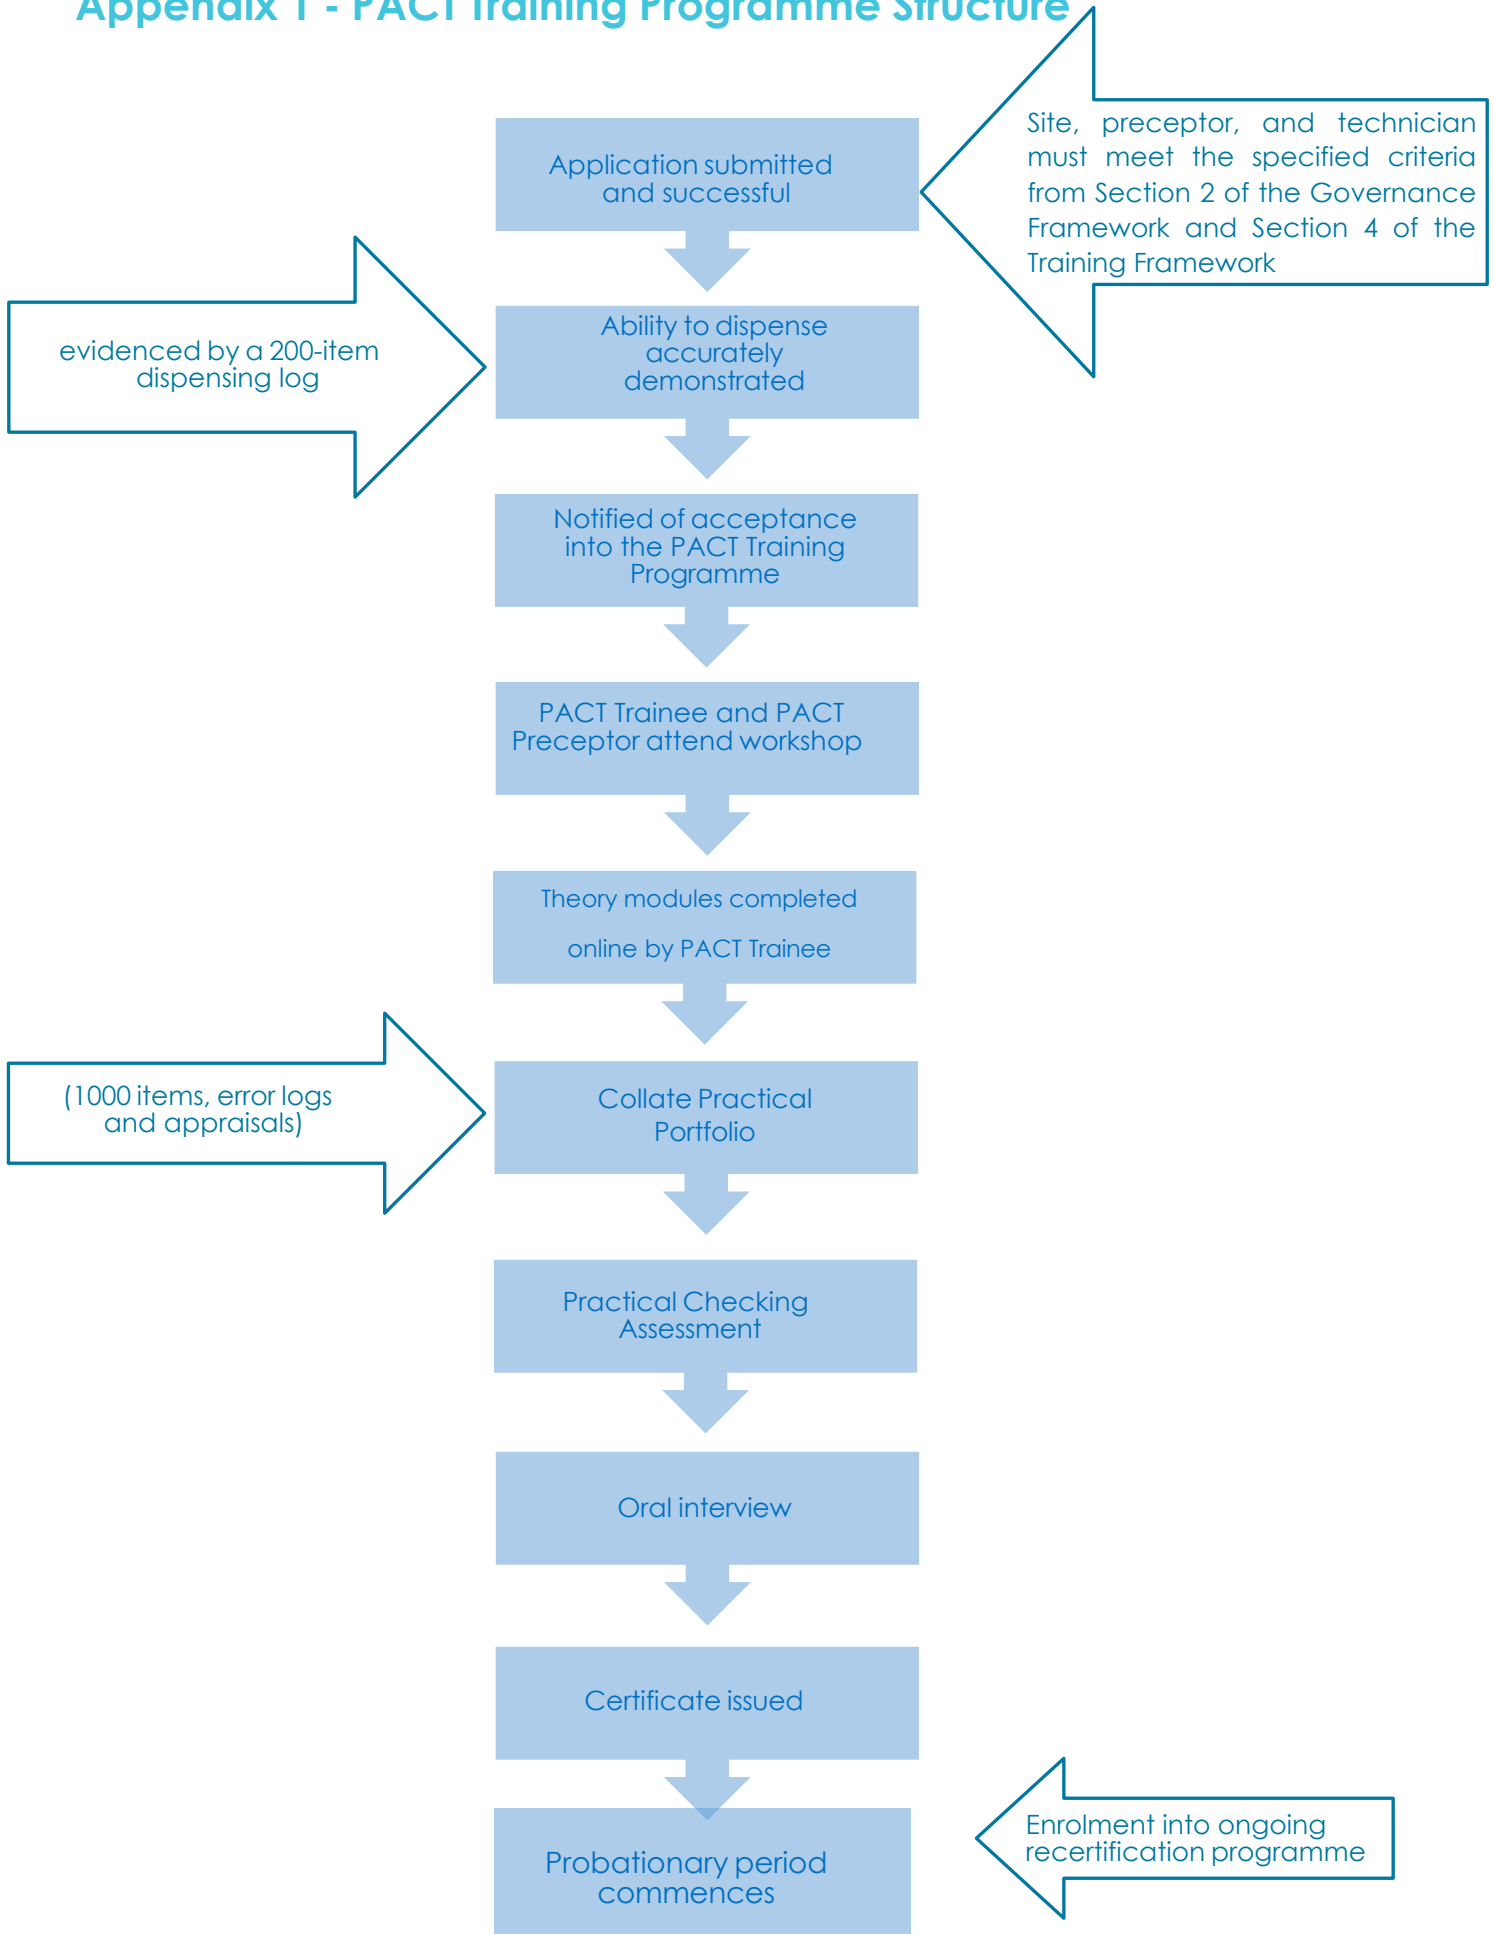 Appendix 1 - PACT Training Programme Structure
Application submitted
and successful
Site, preceptor, and technician
must meet the specified criteria
from Section 2 of the Governance
Framework and Section 4 of the
Training Framework
evidenced by a 200-item
dispensing log
Ability to dispense
accurately
demonstrated
Notified of acceptance
into the PACT Training
Programme
PACT Trainee and PACT
Preceptor attend workshop
Theory modules completed
online by PACT Trainee
(1000 items, error logs
and appraisals)
Collate Practical
Portfolio
Practical Checking
Assessment
Oral interview
Certificate issued
Probationary period
commences
Enrolment into ongoing
recertification programme